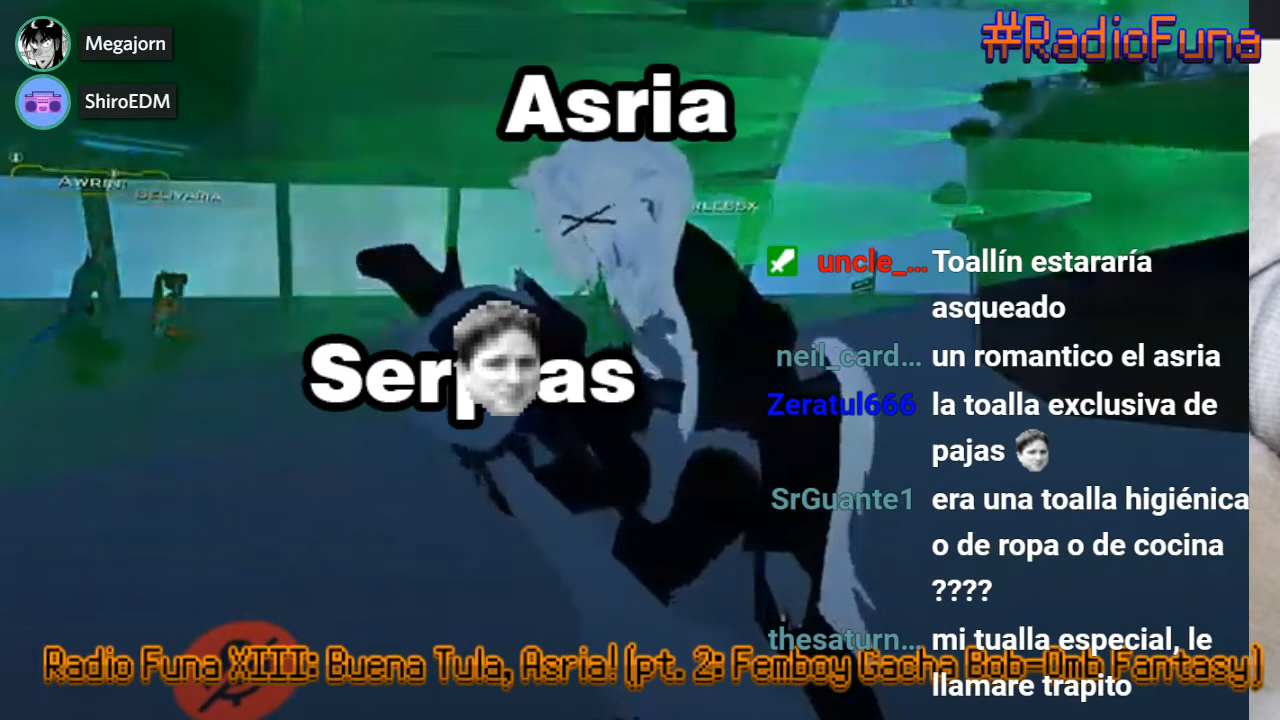 Megajorn
ShiroEDM
#RadioFuna
Asria
AWRIN
uncle_... Toallín estararía
asqueado
neil_card... un romantico el asria
Zeratul666 la toalla exclusiva de
pajas
SrGuante1 era una toalla higiénica
o de ropa o de cocina
????
thesaturn... mi tualla especial, le
llamare trapito
Radio Funa XIII: Buena Tula, Asria! (pt. 2: Femboy Gacha Bob-Omb Fantasy)